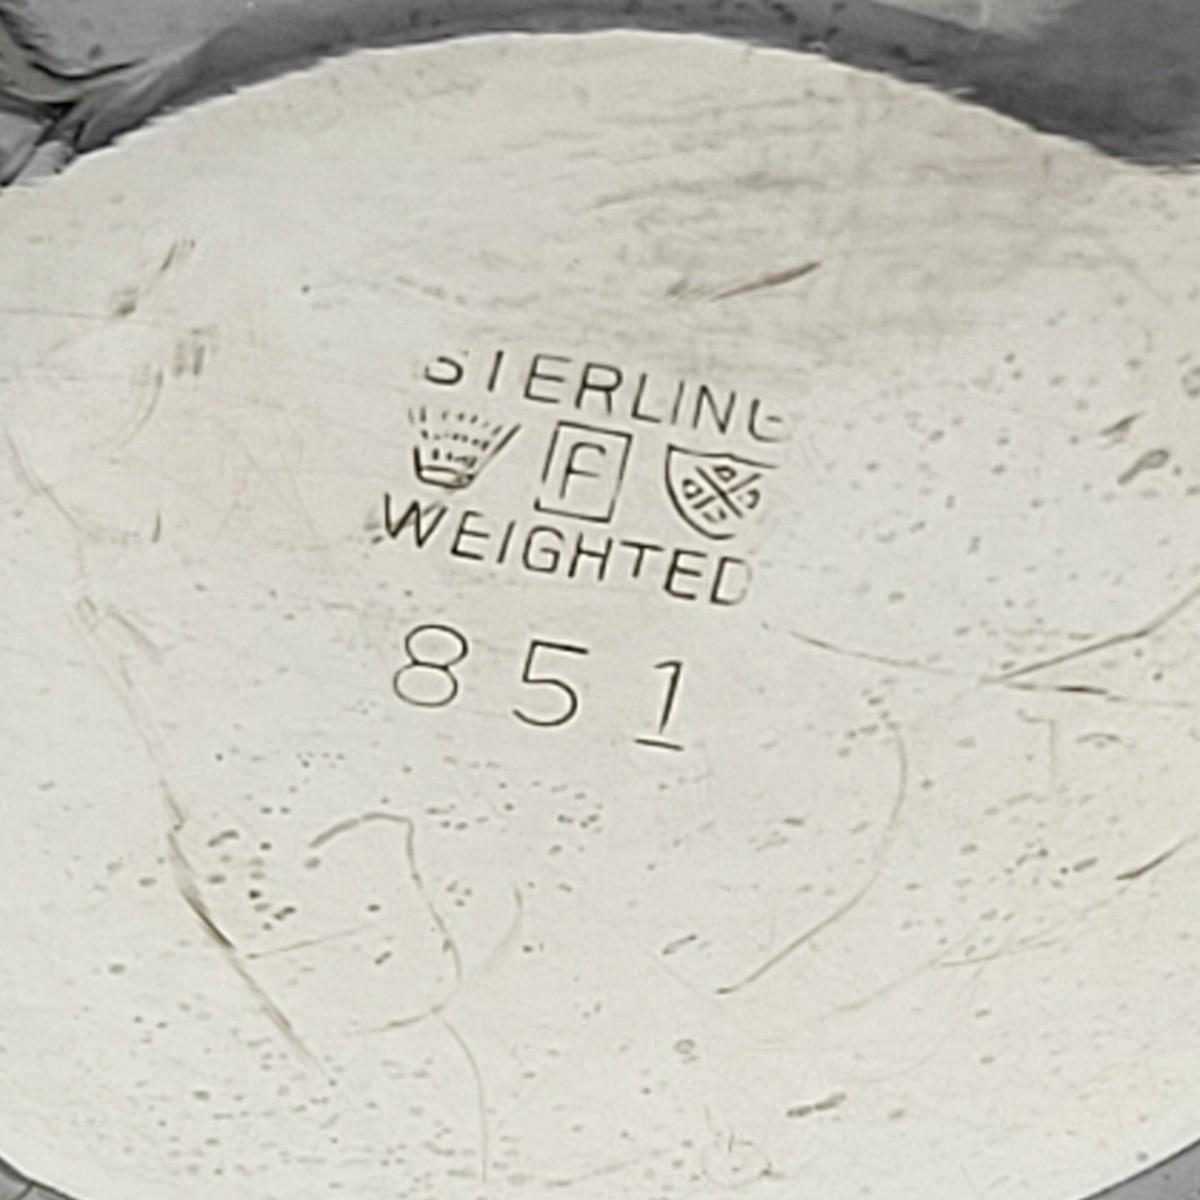 STERLING
F
WEIGHTED
851